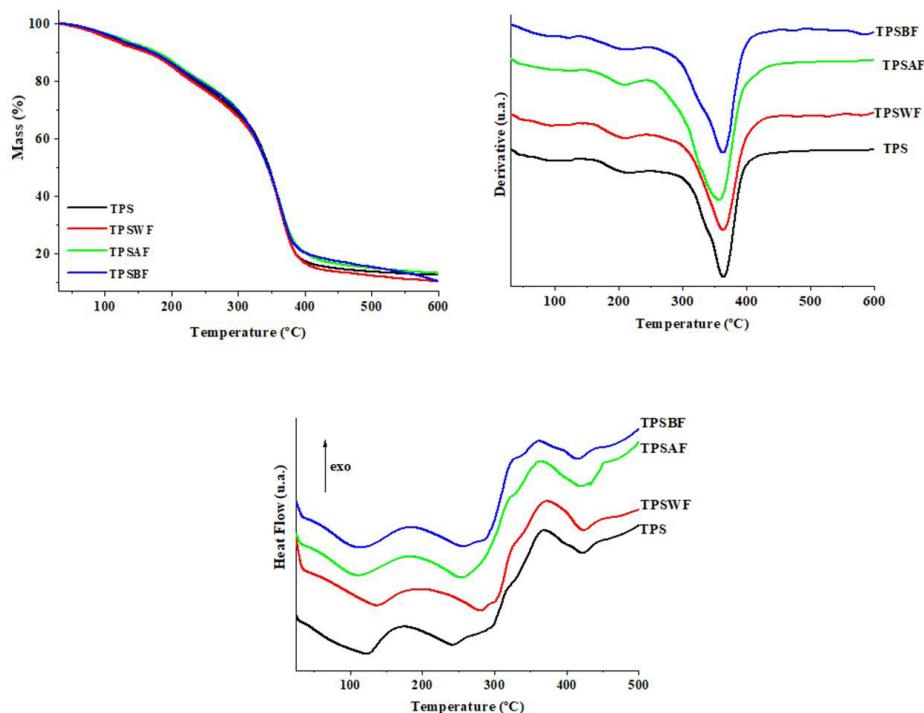 100
80
60
40
20
Mass (%)
TPS
TPSWF
TPSAF
TPSBF
0
100
200
300
400
500
600
Temperature (°C)
Derivative (u.a.)
TPSBF
TPSAF
TPSWF
TPS
100
200
300
400
500
600
Temperature (°C)
Heat Flow (u.a.)
exo
TPSBF
TPSAF
TPSWF
TPS
100
200
300
400
500
Temperature (°C)